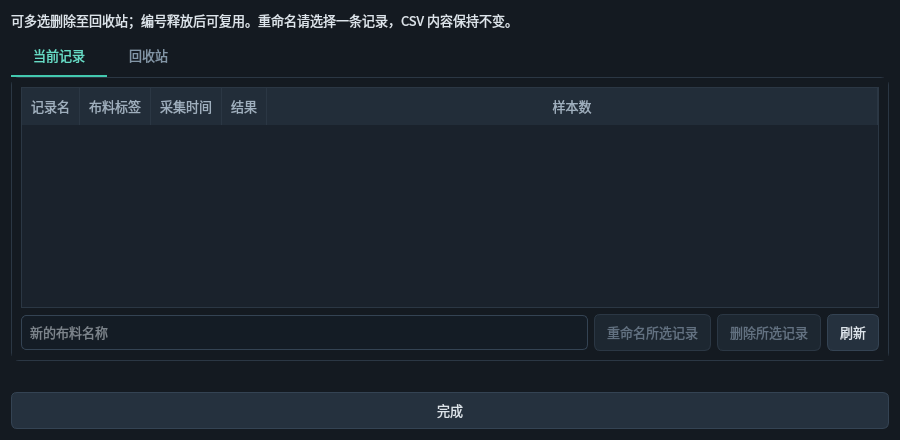 可多选删除至回收站；编号释放后可复用。重命名请选择一条记录，CSV 内容保持不变。
当前记录 回收站
记录名 布料标签 采集时间 结果 样本数
新的布料名称 重命名所选记录 删除所选记录 刷新
完成